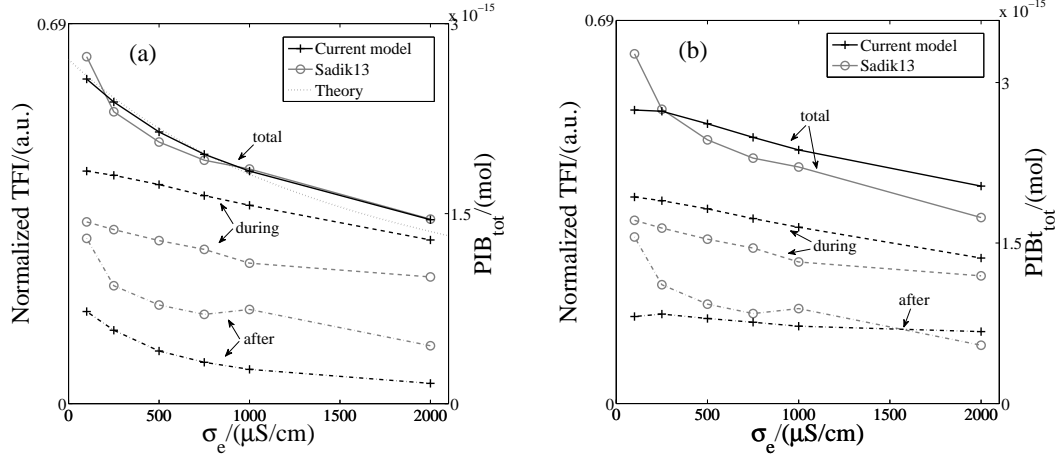 x 10^-15
0.69
3
(a)
Current model
Sadik13
Theory
total
Normalized TFI/(a.u.)
1.5
PIB_tot/(mol)
during
after
0
0
0
500
1000
1500
2000
σ_e/(μS/cm)
x 10^-15
0.69
(b)
Current model
Sadik13
3
total
Normalized TFI/(a.u.)
PIBt_tot/(mol)
during
1.5
after
0
0
0
500
1000
1500
2000
σ_e/(μS/cm)